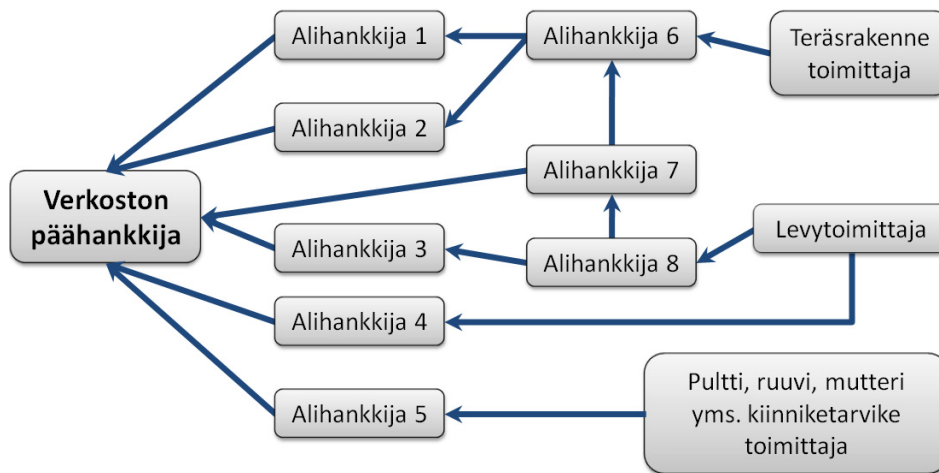 Alihankkija 1
Alihankkija 6
Teräsrakenne
toimittaja
Alihankkija 2
Alihankkija 7
Verkoston
päähankkija
Alihankkija 3
Alihankkija 8
Levytoimittaja
Alihankkija 4
Alihankkija 5
Pultti, ruuvi, mutteri
yms. kiinniketarvike
toimittaja